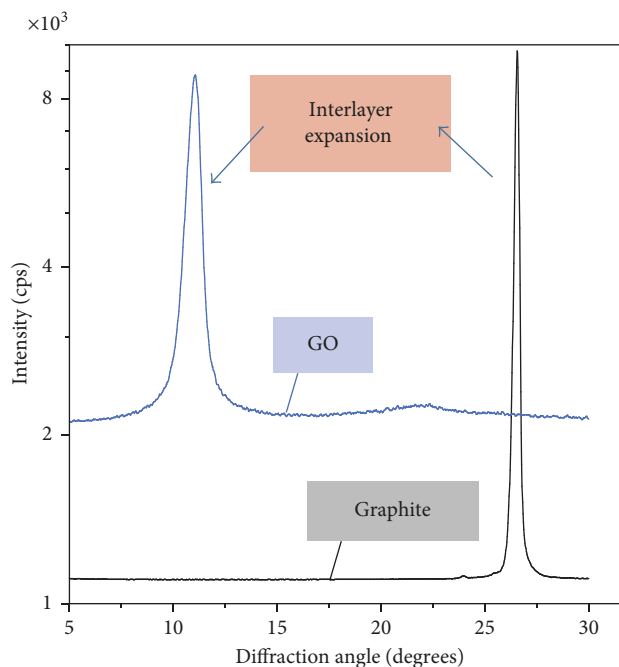 ×10³
8
4
2
1
Intensity (cps)
Interlayer
expansion
GO
Graphite
5 10 15 20 25 30
Diffraction angle (degrees)